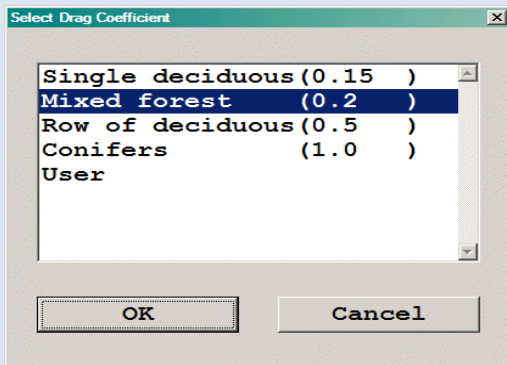 Select Drag Coefficient
Single deciduous(0.15  )
Mixed forest    (0.2   )
Row of deciduous(0.5   )
Conifers        (1.0   )
User
OK Cancel